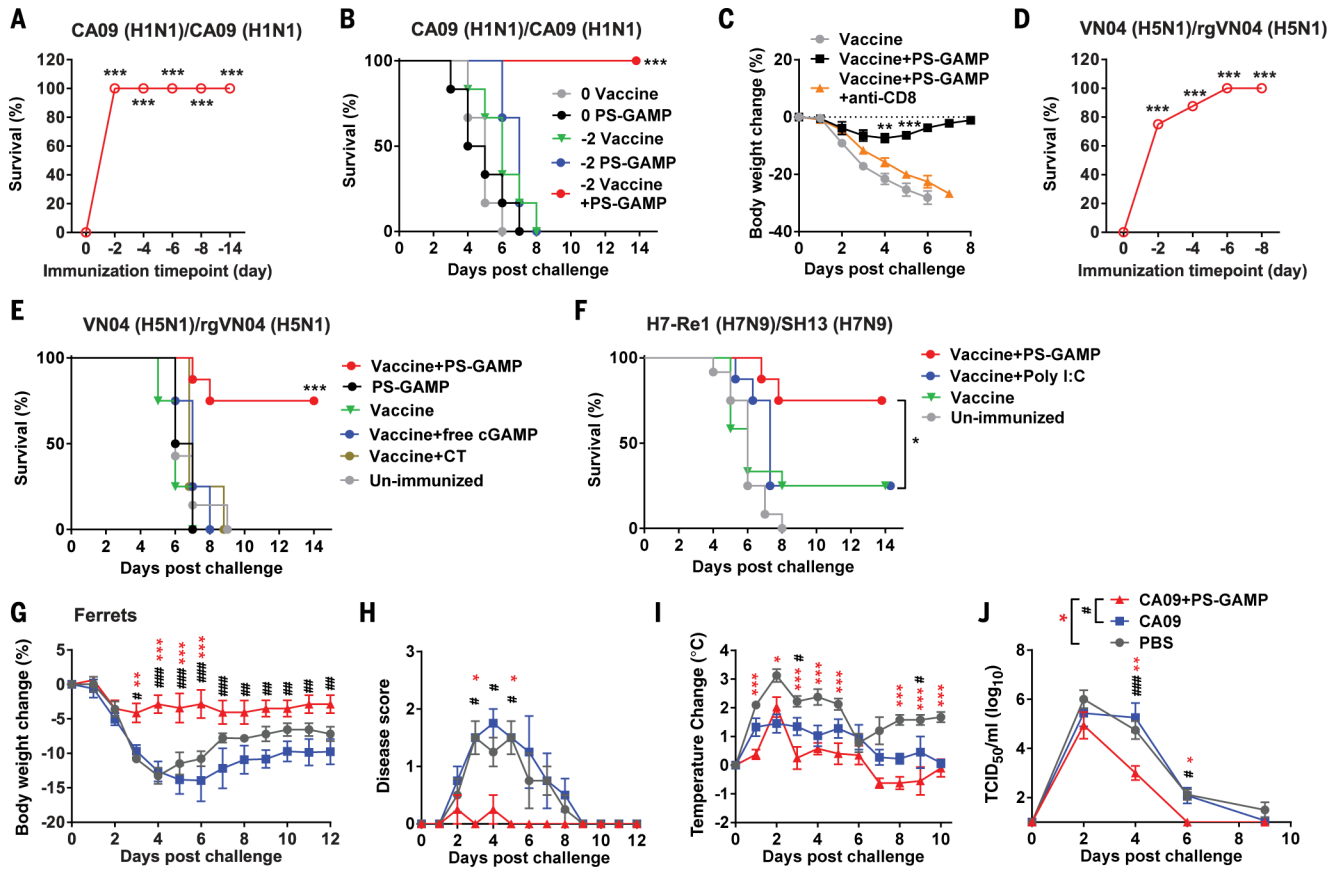 A
CA09 (H1N1)/CA09 (H1N1)
Survival (%)
120
100
80
60
40
20
0
***
***
***
***
***
0
-2
-4
-6
-8
-14
Immunization timepoint (day)
B
CA09 (H1N1)/CA09 (H1N1)
Survival (%)
100
50
0
***
0 Vaccine
0 PS-GAMP
-2 Vaccine
-2 PS-GAMP
-2 Vaccine
+PS-GAMP
0 2 4 6 8 10 12 14
Days post challenge
C
Vaccine
Vaccine+PS-GAMP
Vaccine+PS-GAMP
+anti-CD8
Body weight change (%)
20
0
-20
-40
**
***
0 2 4 6 8
Days post challenge
D
VN04 (H5N1)/rgVN04 (H5N1)
Survival (%)
120
100
80
60
40
20
0
***
***
***
***
0
-2
-4
-6
-8
Immunization timepoint (day)
E
VN04 (H5N1)/rgVN04 (H5N1)
Survival (%)
100
50
0
***
Vaccine+PS-GAMP
PS-GAMP
Vaccine
Vaccine+free cGAMP
Vaccine+CT
Un-immunized
0 2 4 6 8 10 12 14
Days post challenge
F
H7-Re1 (H7N9)/SH13 (H7N9)
Survival (%)
100
50
0
*
Vaccine+PS-GAMP
Vaccine+Poly I:C
Vaccine
Un-immunized
0 2 4 6 8 10 12 14
Days post challenge
G
Ferrets
Body weight change (%)
5
0
-5
-10
-15
-20
# **
### ***
### ***
### ***
##
##
##
##
##
##
0 2 4 6 8 10 12
Days post challenge
H
Disease score
3
2
1
0
# *
#
# *
0 2 4 6 8 10 12
Days post challenge
I
Temperature Change (°C)
4
3
2
1
0
-1
-2
***
*
*** #
***
***
***
*** #
***
0 2 4 6 8 10
Days post challenge
J
* # CA09+PS-GAMP
CA09
PBS
TCID50/ml (log10)
8
6
4
2
### **
# *
0 2 4 6 8 10
Days post challenge